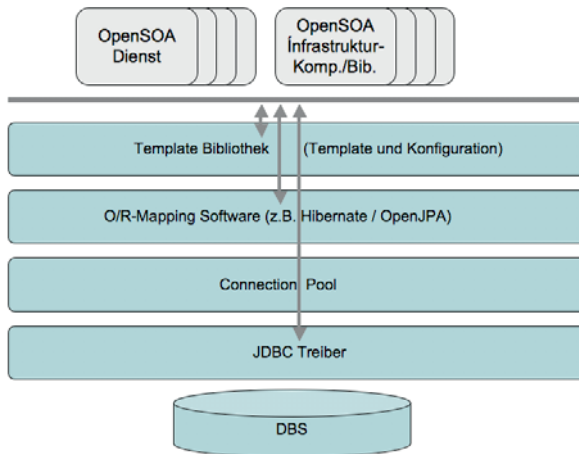 OpenSOA
Dienst
OpenSOA
Ínfrastruktur-
Komp./Bib.
Template Bibliothek (Template und Konfiguration)
O/R-Mapping Software (z.B. Hibernate / OpenJPA)
Connection Pool
JDBC Treiber
DBS